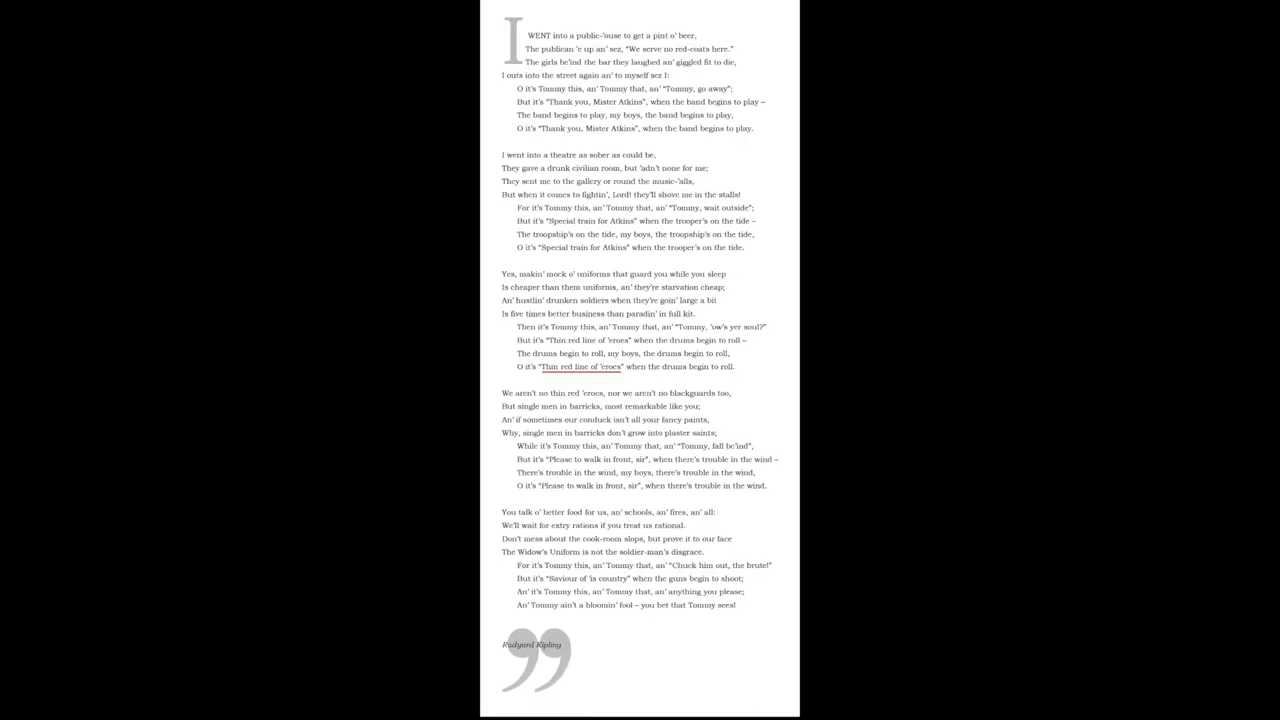 I WENT into a public-'ouse to get a pint o' beer,
The publican 'e up an' sez, “We serve no red-coats here.”
The girls be'ind the bar they laughed an' giggled fit to die,
I outs into the street again an' to myself sez I:
O it's Tommy this, an' Tommy that, an' “Tommy, go away”;
But it's “Thank you, Mister Atkins”, when the band begins to play –
The band begins to play, my boys, the band begins to play,
O it's “Thank you, Mister Atkins”, when the band begins to play.
I went into a theatre as sober as could be,
They gave a drunk civilian room, but 'adn't none for me;
They sent me to the gallery or round the music-'alls,
But when it comes to fightin', Lord! they'll shove me in the stalls!
For it's Tommy this, an' Tommy that, an' “Tommy, wait outside”;
But it's “Special train for Atkins” when the trooper's on the tide –
The troopship's on the tide, my boys, the troopship's on the tide,
O it's “Special train for Atkins” when the trooper's on the tide.
Yes, makin' mock o' uniforms that guard you while you sleep
Is cheaper than them uniforms, an' they're starvation cheap;
An' hustlin' drunken soldiers when they're goin' large a bit
Is five times better business than paradin' in full kit.
Then it's Tommy this, an' Tommy that, an' “Tommy, 'ow's yer soul?”
But it's “Thin red line of 'eroes” when the drums begin to roll –
The drums begin to roll, my boys, the drums begin to roll,
O it's “Thin red line of 'eroes” when the drums begin to roll.
We aren't no thin red 'eroes, nor we aren't no blackguards too,
But single men in barricks, most remarkable like you;
An' if sometimes our conduck isn't all your fancy paints,
Why, single men in barricks don't grow into plaster saints;
While it's Tommy this, an' Tommy that, an' “Tommy, fall be'ind”,
But it's “Please to walk in front, sir”, when there's trouble in the wind –
There's trouble in the wind, my boys, there's trouble in the wind,
O it's “Please to walk in front, sir”, when there's trouble in the wind.
You talk o' better food for us, an' schools, an' fires, an' all:
We'll wait for extry rations if you treat us rational.
Don't mess about the cook-room slops, but prove it to our face
The Widow's Uniform is not the soldier-man's disgrace.
For it's Tommy this, an' Tommy that, an' “Chuck him out, the brute!”
But it's “Saviour of 'is country” when the guns begin to shoot;
An' it's Tommy this, an' Tommy that, an' anything you please;
An' Tommy ain't a bloomin' fool – you bet that Tommy sees!
Rudyard Kipling
”